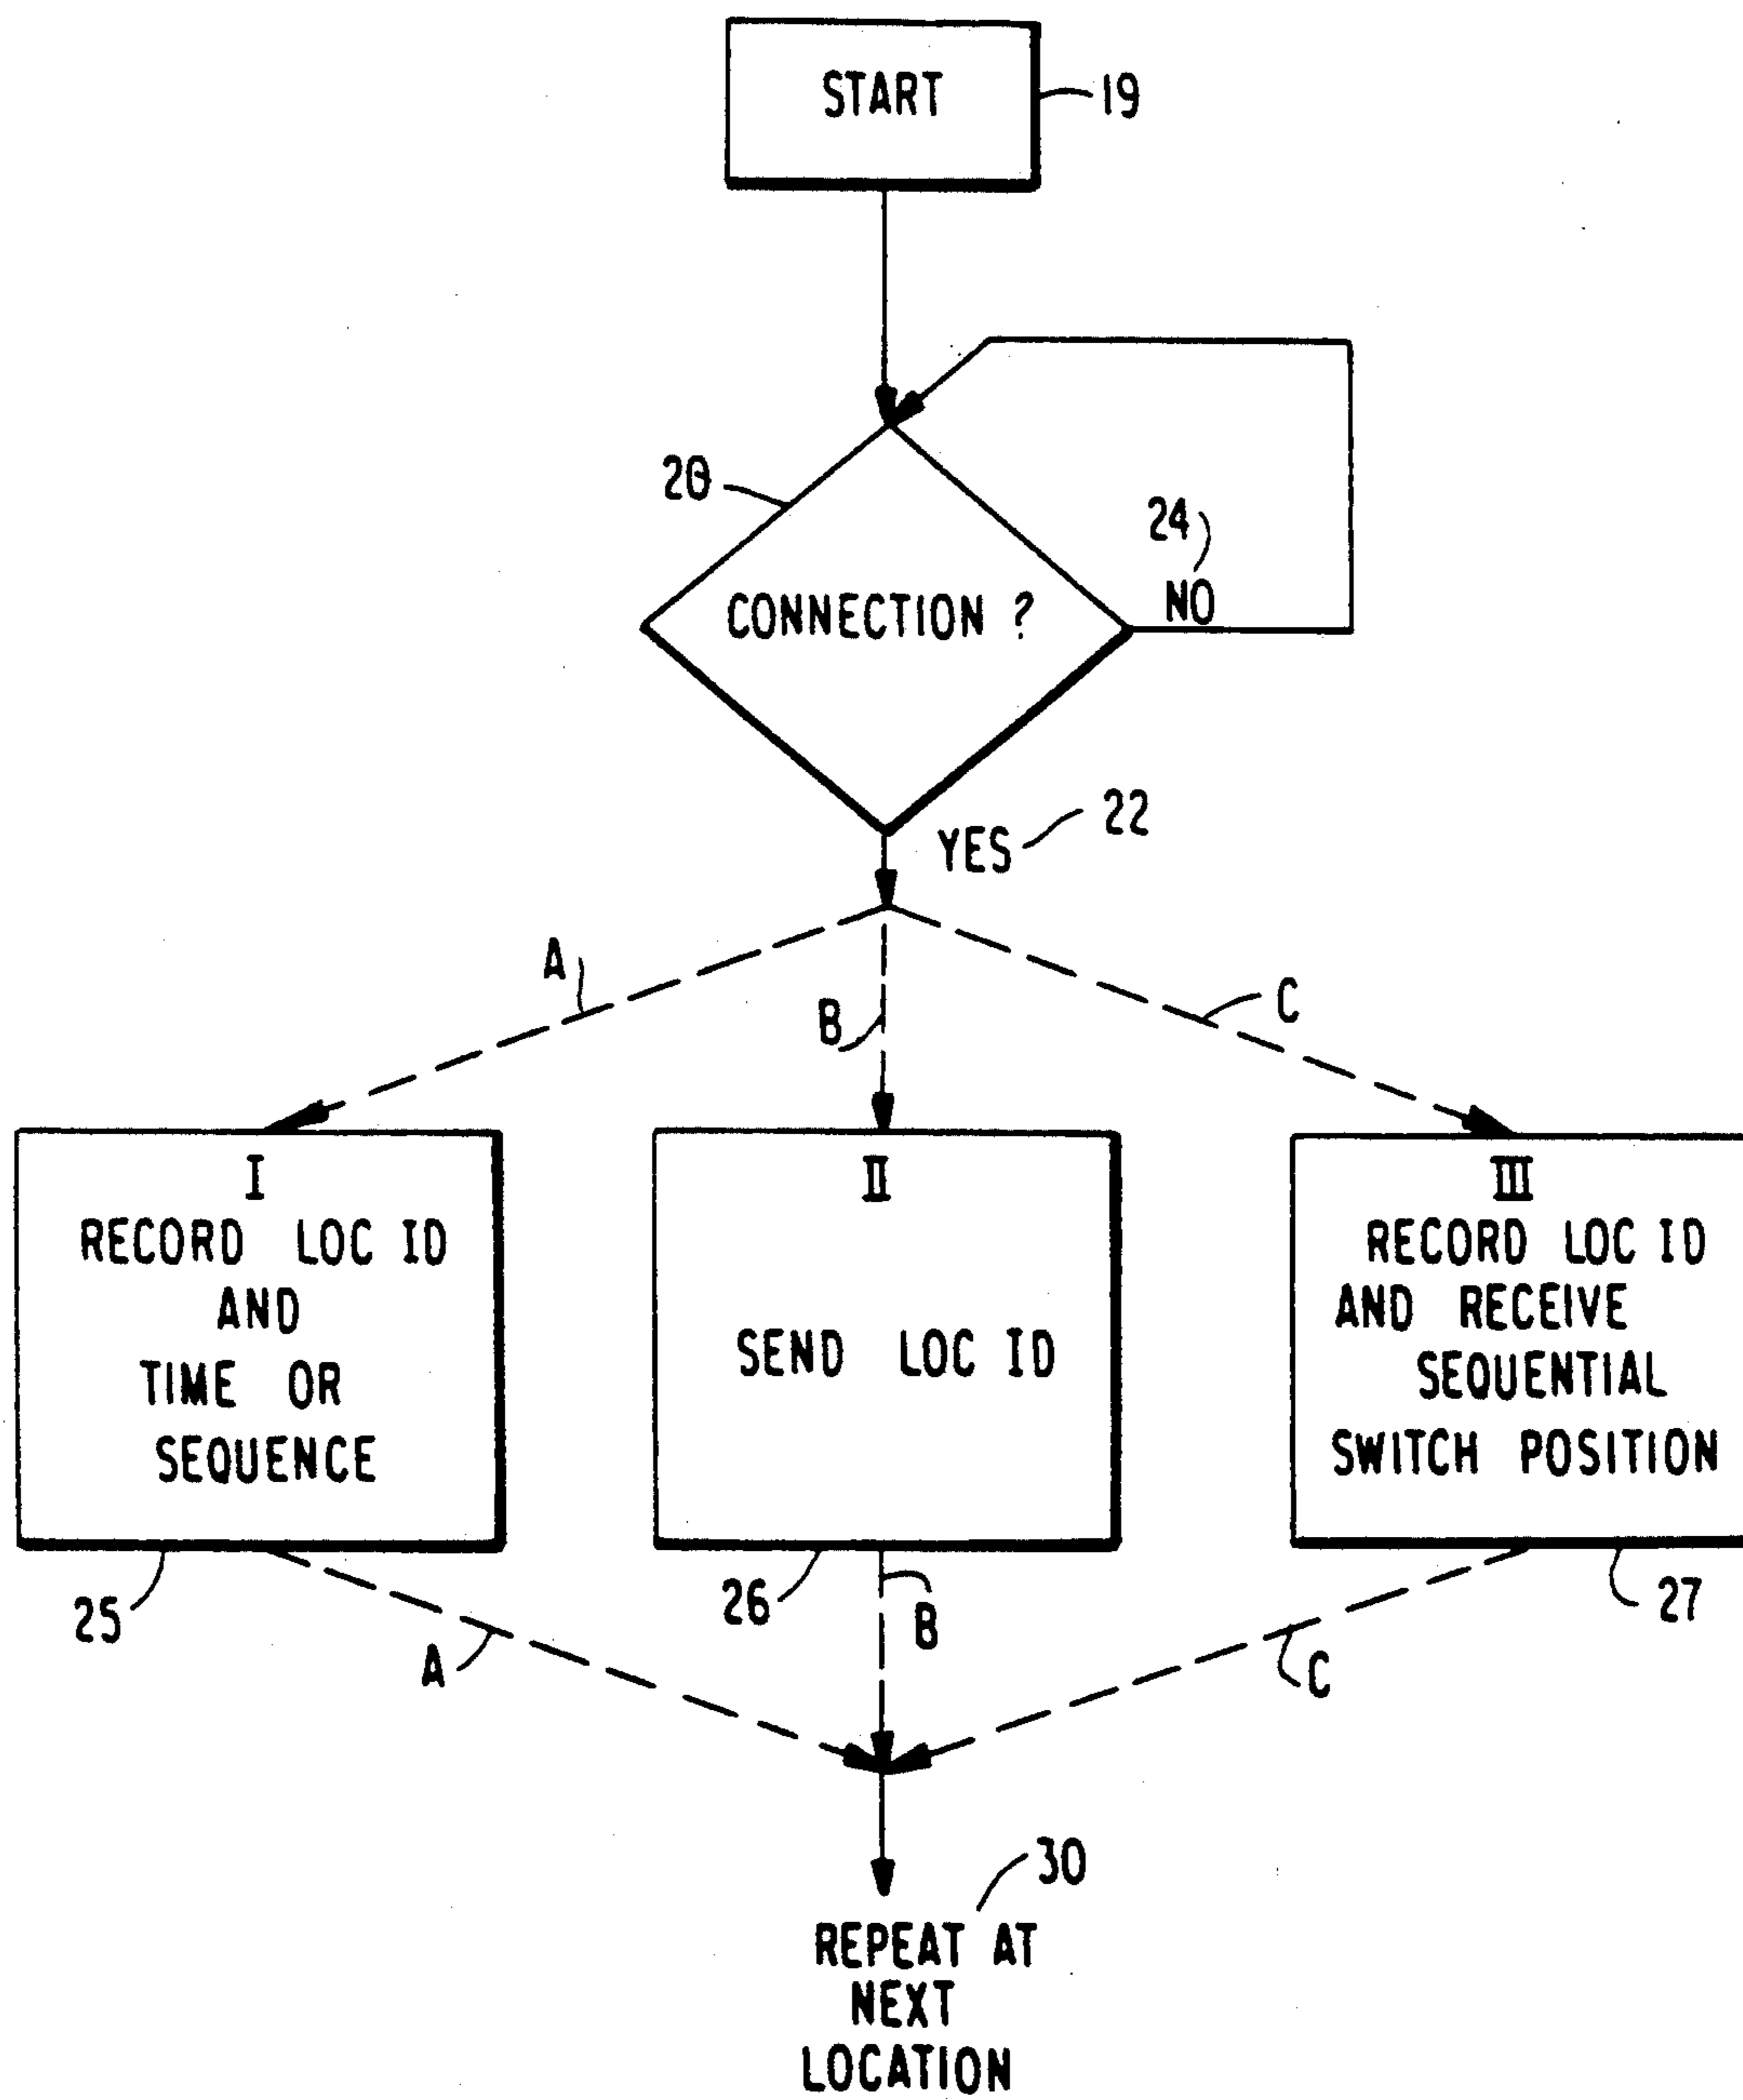 START
19
20
24
NO
CONNECTION ?
YES
22
A
B
C
I
RECORD LOC ID
AND
TIME OR
SEQUENCE
II
SEND LOC ID
III
RECORD LOC ID
AND RECEIVE
SEQUENTIAL
SWITCH POSITION
25
26
27
A
B
C
30
REPEAT AT
NEXT
LOCATION